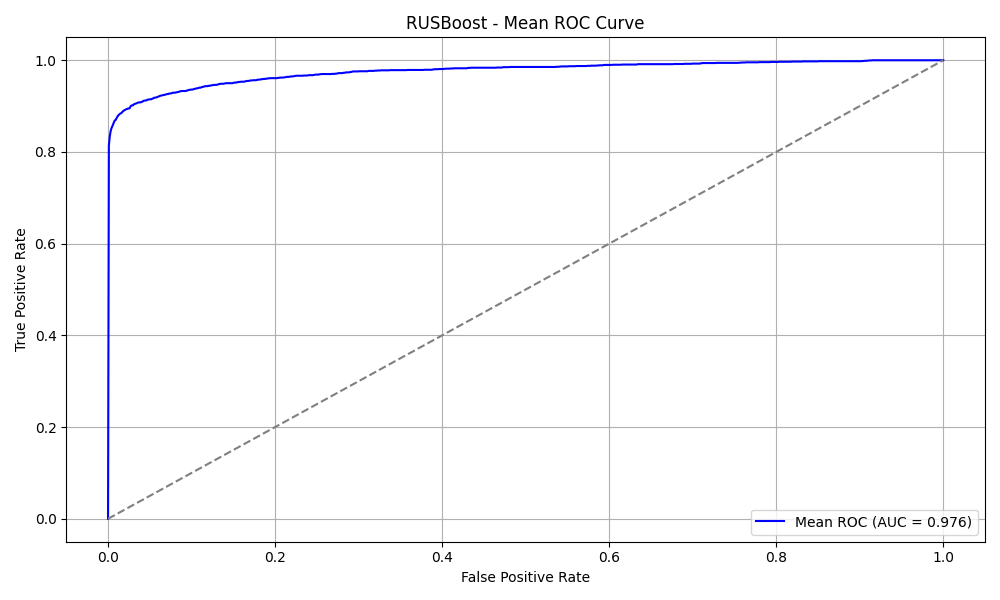 RUSBoost - Mean ROC Curve
True Positive Rate
1.0
0.8
0.6
0.4
0.2
0.0
0.0 0.2 0.4 0.6 0.8 1.0
False Positive Rate
Mean ROC (AUC = 0.976)